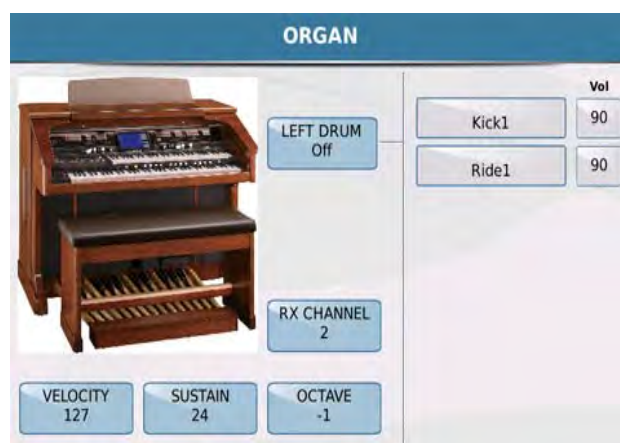 ORGAN
LEFT DRUM
Off
Vol
Kick1
90
Ride1
90
RX CHANNEL
2
VELOCITY
127
SUSTAIN
24
OCTAVE
-1